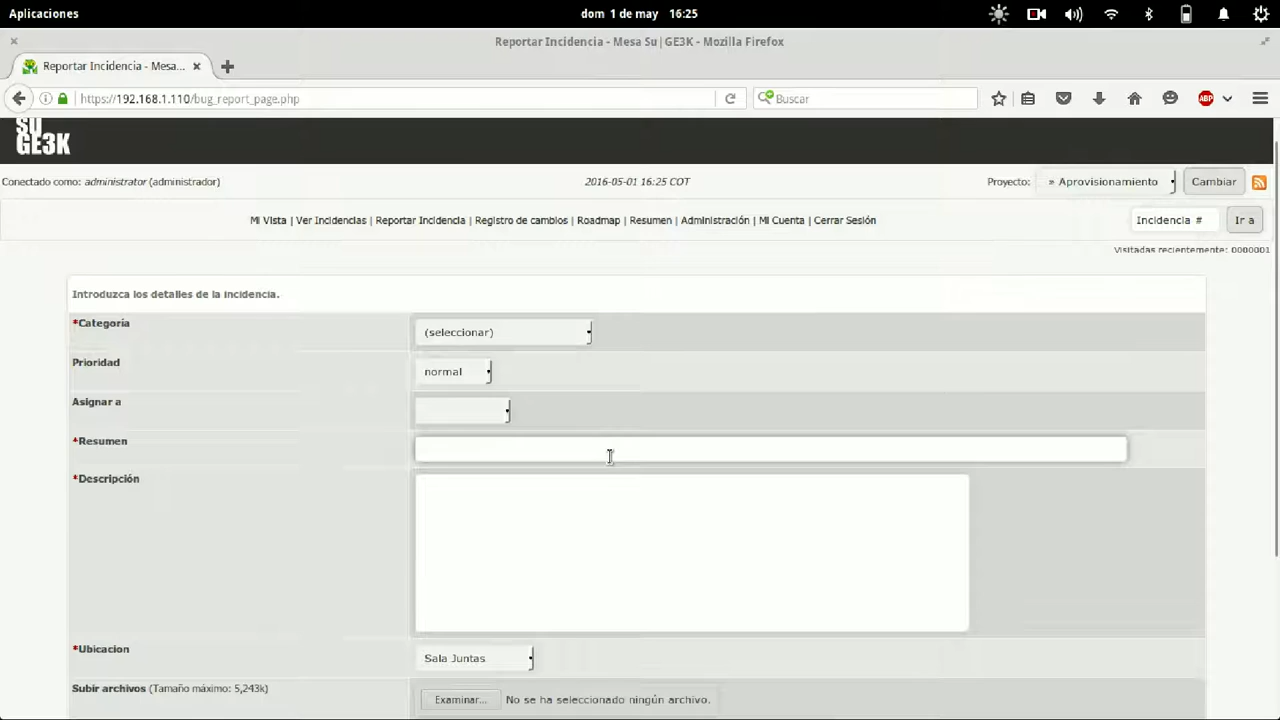 Aplicaciones
dom 1 de may 16:25
Reportar Incidencia - Mesa Su|GE3K - Mozilla Firefox
Reportar Incidencia - Mesa...
https://192.168.1.110/bug_report_page.php
Buscar
ABP
SU
GE3K
Conectado como: administrator (administrador)
2016-05-01 16:25 COT
Proyecto: » Aprovisionamiento Cambiar
Mi Vista | Ver Incidencias | Reportar Incidencia | Registro de cambios | Roadmap | Resumen | Administración | Mi Cuenta | Cerrar Sesión
Incidencia # Ir a
Visitadas recientemente: 0000001
Introduzca los detalles de la incidencia.
*Categoría (seleccionar)
Prioridad normal
Asignar a
*Resumen
*Descripción
*Ubicacion Sala Juntas
Subir archivos (Tamaño máximo: 5,243k) Examinar... No se ha seleccionado ningún archivo.